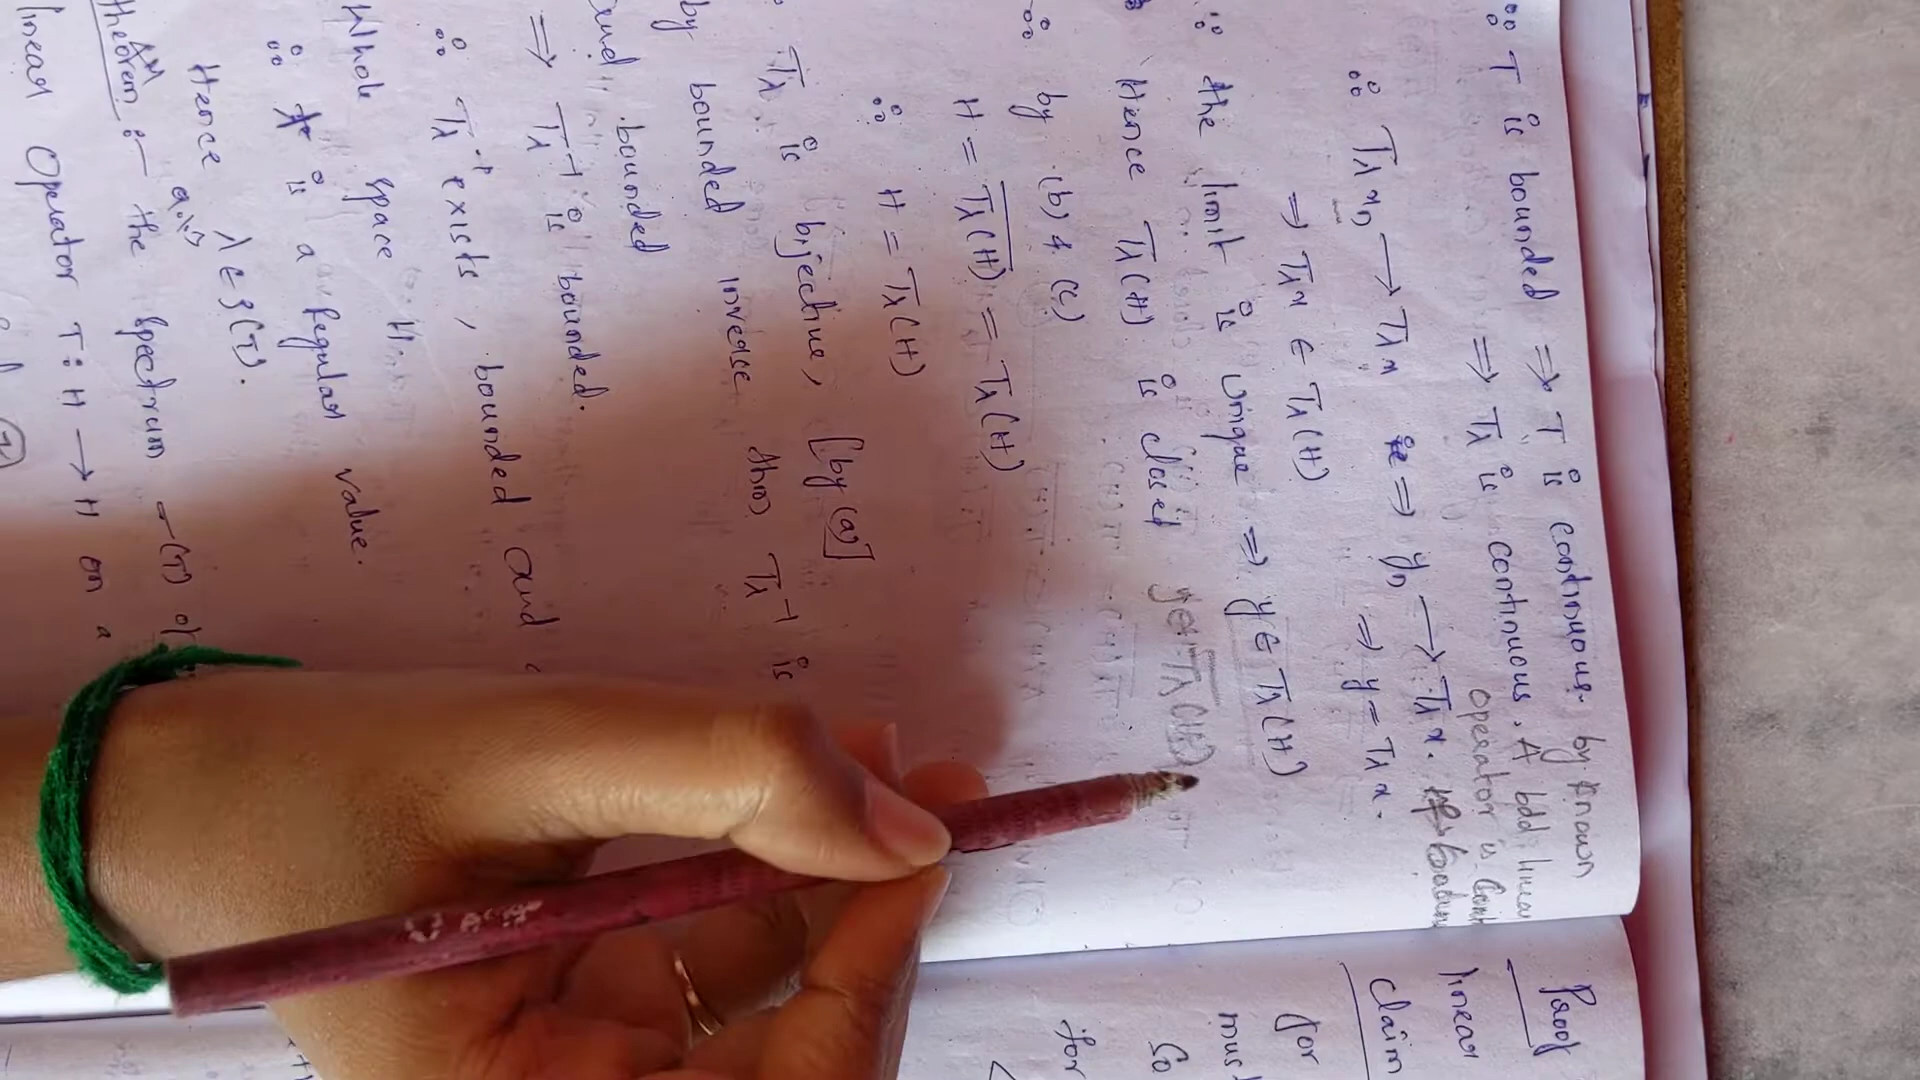 ∴ T is bounded ⇒ T is continuous. by known
⇒ Tλ is continuous. A bdd linear
operator is cont
∴ Tλxₙ → Tλx ⇒ yₙ → Tλx.
⇒ Tλx ∈ Tλ(H) ⇒ y = Tλx.
∵ the limit is unique ⇒ y ∈ Tλ(H)
Hence Tλ(H) is closed y ∈ Tλ(H)
∴ by (b) & (c)
H = \overline{Tλ(H)} = Tλ(H)
∴ H = Tλ(H)
∴ Tλ is bijective, [by (a)]
by bounded inverse thm Tλ⁻¹ is
bounded
⇒ Tλ⁻¹ is bounded.
∴ Tλ⁻¹ exists, bounded and
Whole space H
∴ λ is a regular value.
Hence λ ∈ ρ(T).
theorem :- the spectrum σ(T) of
linear Operator T : H → H on a
Proof
linear
claim
for
must
So
for